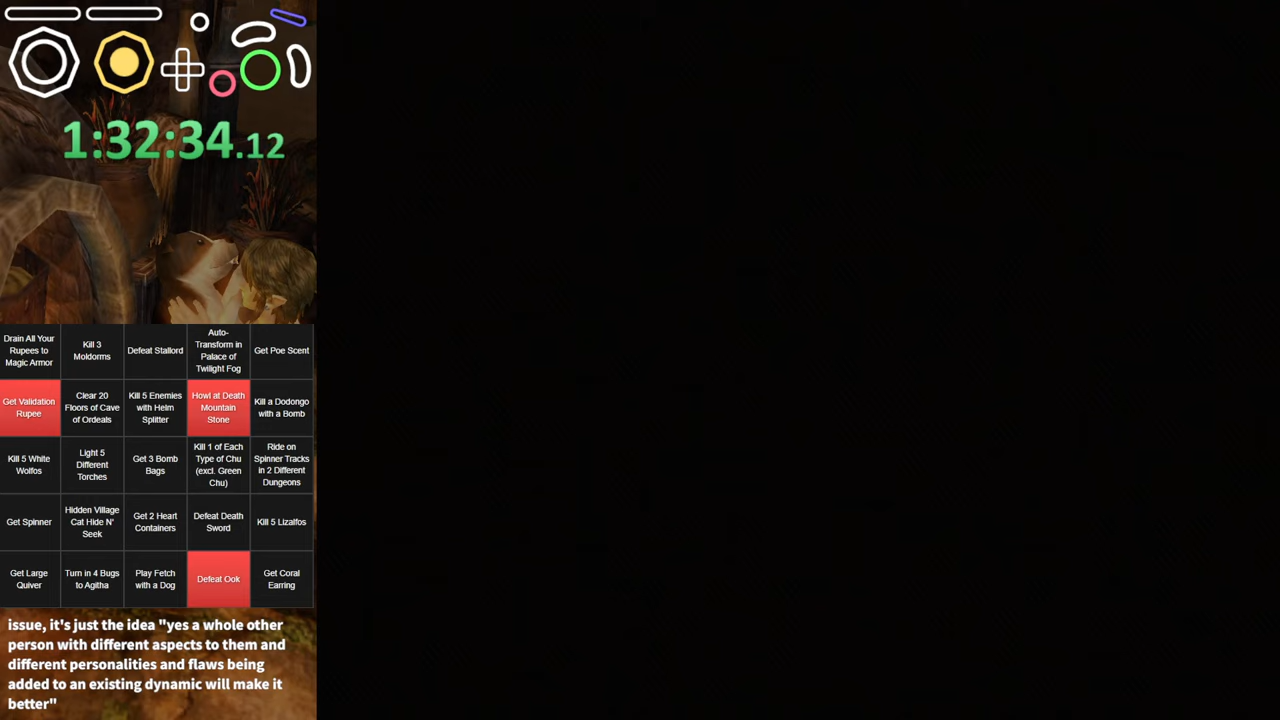 1:32:34.12
Drain All Your
Rupees to
Magic Armor
Kill 3
Moldorms
Defeat Stallord
Auto-
Transform in
Palace of
Twilight Fog
Get Poe Scent
Get Validation
Rupee
Clear 20
Floors of Cave
of Ordeals
Kill 5 Enemies
with Helm
Splitter
Howl at Death
Mountain
Stone
Kill a Dodongo
with a Bomb
Kill 5 White
Wolfos
Light 5
Different
Torches
Get 3 Bomb
Bags
Kill 1 of Each
Type of Chu
(excl. Green
Chu)
Ride on
Spinner Tracks
in 2 Different
Dungeons
Get Spinner
Hidden Village
Cat Hide N'
Seek
Get 2 Heart
Containers
Defeat Death
Sword
Kill 5 Lizalfos
Get Large
Quiver
Turn in 4 Bugs
to Agitha
Play Fetch
with a Dog
Defeat Ook
Get Coral
Earring
issue, it's just the idea "yes a whole other
person with different aspects to them and
different personalities and flaws being
added to an existing dynamic will make it
better"